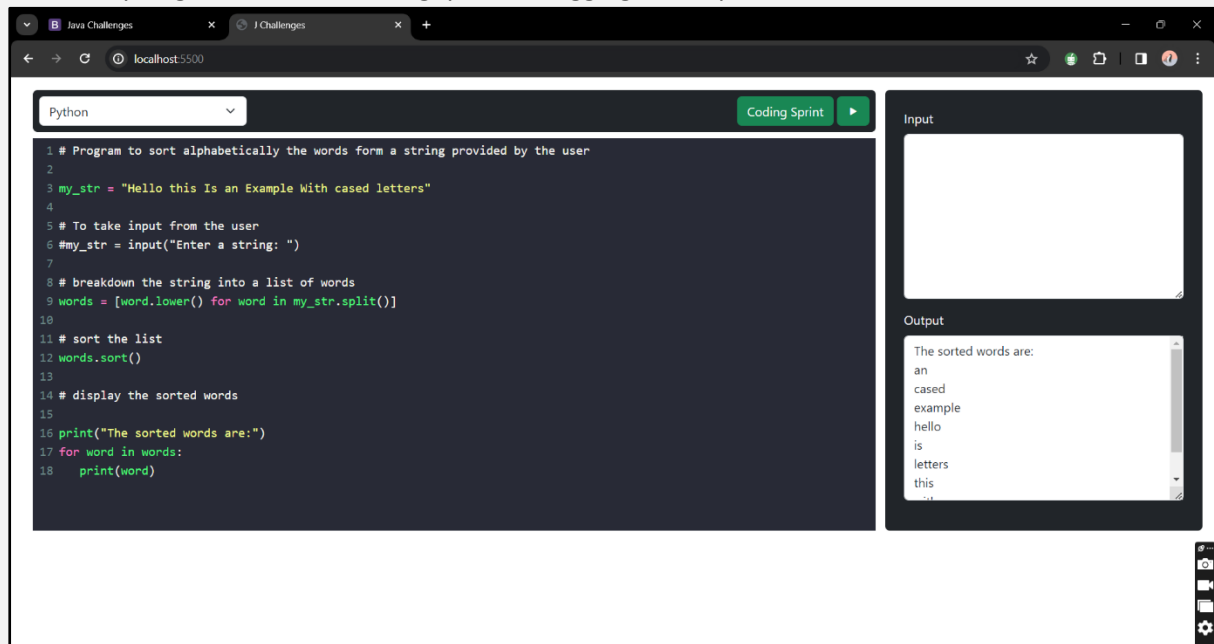 Java Challenges
J Challenges
localhost:5500
Python
Coding Sprint
1 # Program to sort alphabetically the words form a string provided by the user
2
3 my_str = "Hello this Is an Example With cased letters"
4
5 # To take input from the user
6 #my_str = input("Enter a string: ")
7
8 # breakdown the string into a list of words
9 words = [word.lower() for word in my_str.split()]
10
11 # sort the list
12 words.sort()
13
14 # display the sorted words
15
16 print("The sorted words are:")
17 for word in words:
18    print(word)
Input
Output
The sorted words are:
an
cased
example
hello
is
letters
this